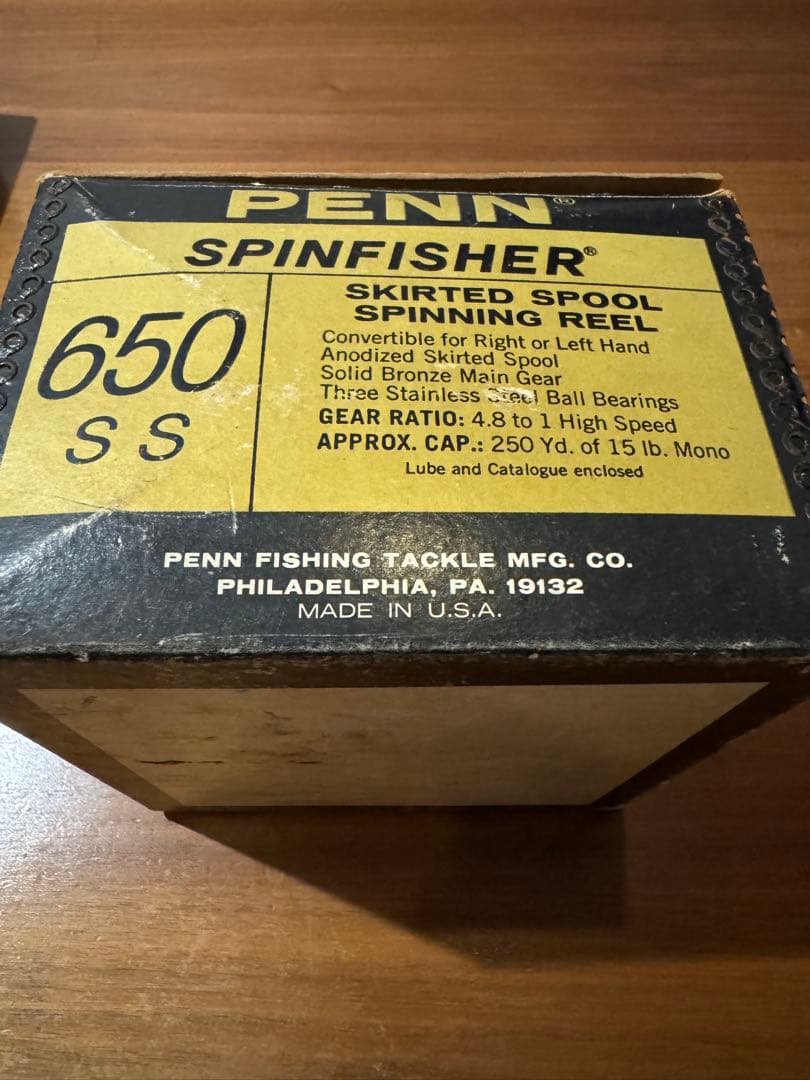 PENN®
SPINFISHER®
650
SS
SKIRTED SPOOL
SPINNING REEL
Convertible for Right or Left Hand
Anodized Skirted Spool
Solid Bronze Main Gear
Three Stainless Steel Ball Bearings
GEAR RATIO: 4.8 to 1 High Speed
APPROX. CAP.: 250 Yd. of 15 lb. Mono
Lube and Catalogue enclosed
PENN FISHING TACKLE MFG. CO.
PHILADELPHIA, PA. 19132
MADE IN U.S.A.